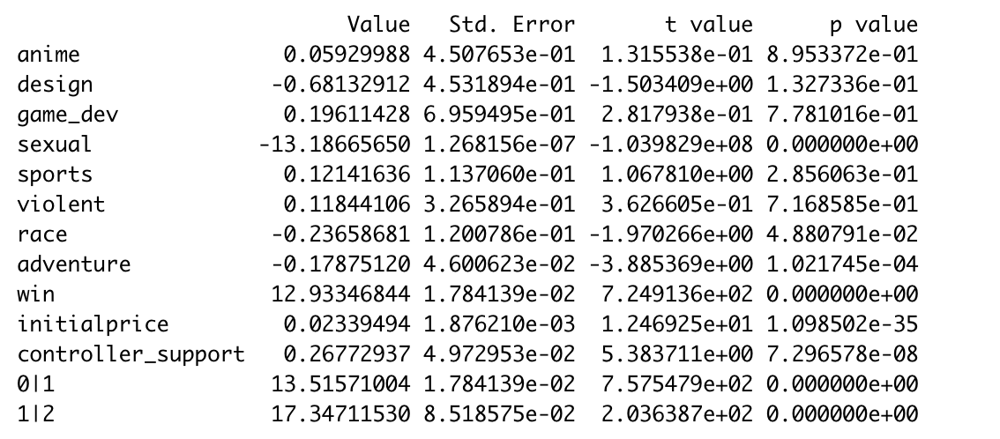 Value Std. Error t value p value
anime 0.05929988 4.507653e-01 1.315538e-01 8.953372e-01
design -0.68132912 4.531894e-01 -1.503409e+00 1.327336e-01
game_dev 0.19611428 6.959495e-01 2.817938e-01 7.781016e-01
sexual -13.18665650 1.268156e-07 -1.039829e+08 0.000000e+00
sports 0.12141636 1.137060e-01 1.067810e+00 2.856063e-01
violent 0.11844106 3.265894e-01 3.626605e-01 7.168585e-01
race -0.23658681 1.200786e-01 -1.970266e+00 4.880791e-02
adventure -0.17875120 4.600623e-02 -3.885369e+00 1.021745e-04
win 12.93346844 1.784139e-02 7.249136e+02 0.000000e+00
initialprice 0.02339494 1.876210e-03 1.246925e+01 1.098502e-35
controller_support 0.26772937 4.972953e-02 5.383711e+00 7.296578e-08
0|1 13.51571004 1.784139e-02 7.575479e+02 0.000000e+00
1|2 17.34711530 8.518575e-02 2.036387e+02 0.000000e+00